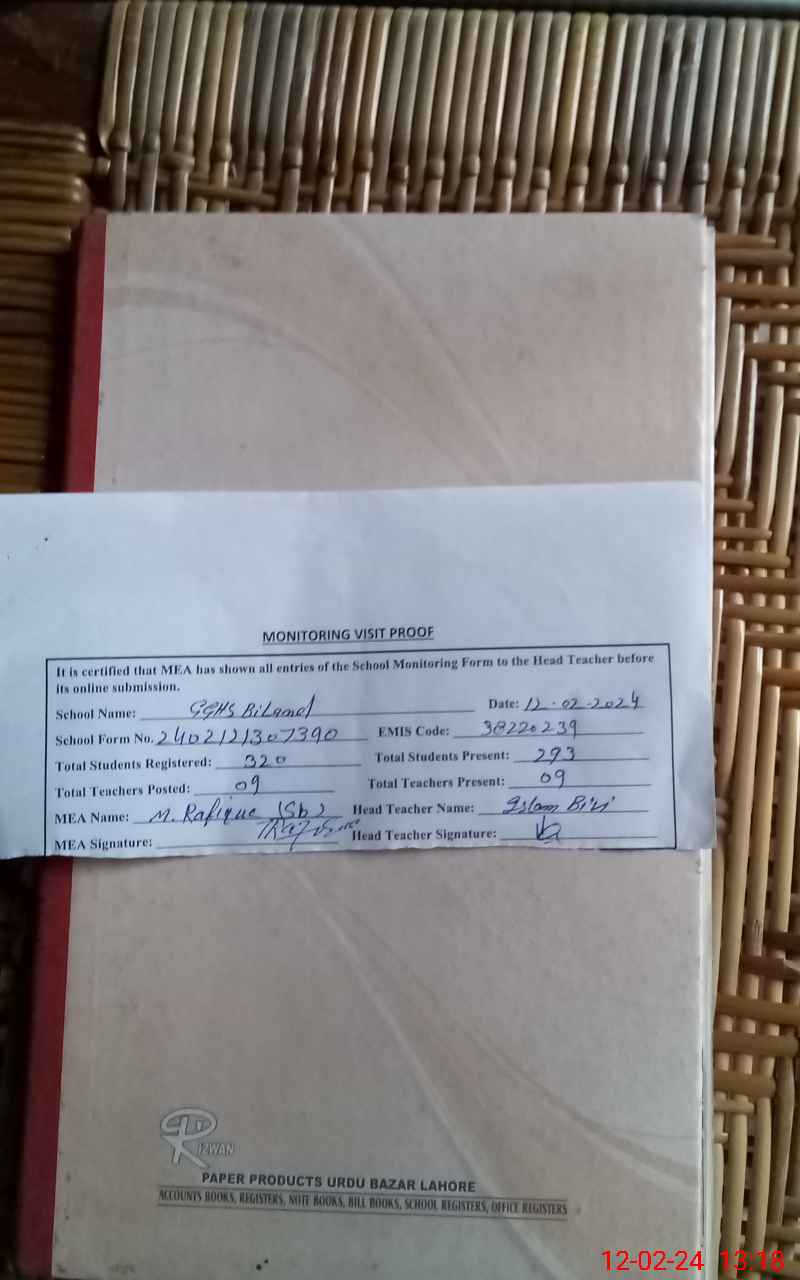 MONITORING VISIT PROOF
It is certified that MEA has shown all entries of the School Monitoring Form to the Head Teacher before
its online submission.
School Name: GGHS Bilamol Date: 12-02-2024
School Form No. 2402121307390 EMIS Code: 38220239
Total Students Registered: 320 Total Students Present: 293
Total Teachers Posted: 09 Total Teachers Present: 09
MEA Name: M. Rafique (Sb) Head Teacher Name: Islam Bibi
MEA Signature: Head Teacher Signature:
RIZWAN
PAPER PRODUCTS URDU BAZAR LAHORE
ACCOUNTS BOOKS, REGISTERS, NOTE BOOKS, BILL BOOKS, SCHOOL REGISTERS, OFFICE REGISTERS
12-02-24 13:18